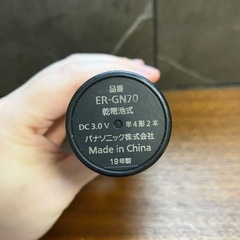 品番
ER-GN70
乾電池式
DC 3.0 V 単4形2本
パナソニック株式会社
Made in China
19年製